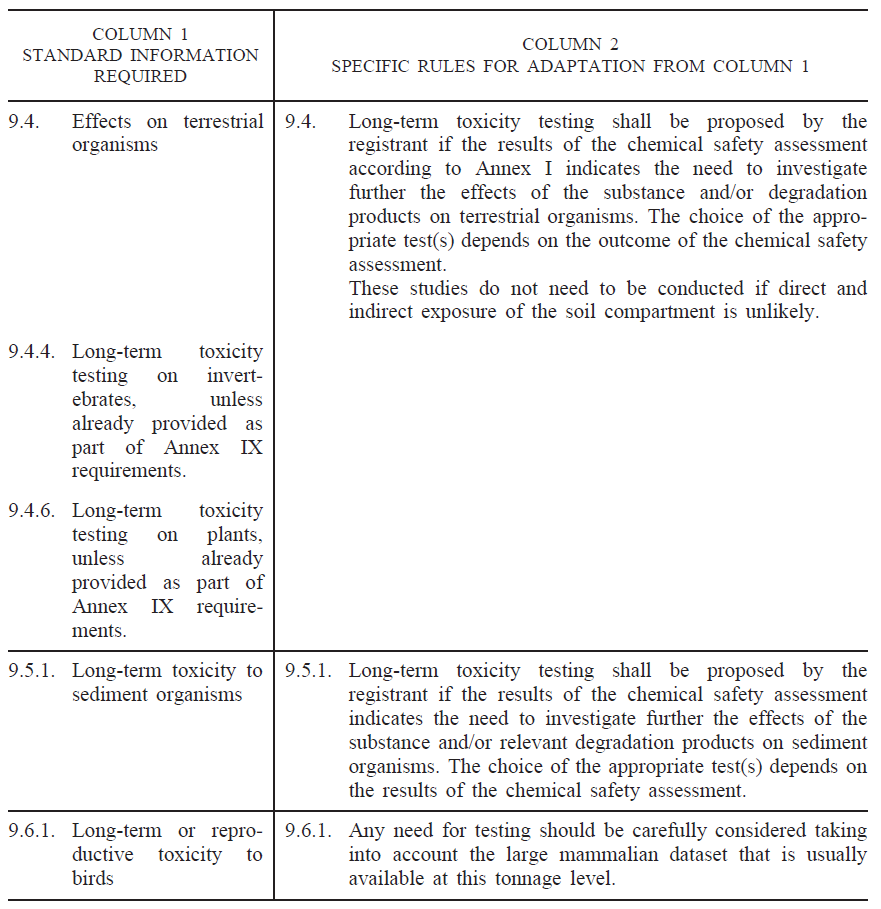 COLUMN 1
STANDARD INFORMATION
REQUIRED
COLUMN 2
SPECIFIC RULES FOR ADAPTATION FROM COLUMN 1
9.4. Effects on terrestrial
organisms
9.4. Long-term toxicity testing shall be proposed by the
registrant if the results of the chemical safety assessment
according to Annex I indicates the need to investigate
further the effects of the substance and/or degradation
products on terrestrial organisms. The choice of the appro-
priate test(s) depends on the outcome of the chemical safety
assessment.
These studies do not need to be conducted if direct and
indirect exposure of the soil compartment is unlikely.
9.4.4. Long-term toxicity
testing on invert-
ebrates, unless
already provided as
part of Annex IX
requirements.
9.4.6. Long-term toxicity
testing on plants,
unless already
provided as part of
Annex IX require-
ments.
9.5.1. Long-term toxicity to
sediment organisms
9.5.1. Long-term toxicity testing shall be proposed by the
registrant if the results of the chemical safety assessment
indicates the need to investigate further the effects of the
substance and/or relevant degradation products on sediment
organisms. The choice of the appropriate test(s) depends on
the results of the chemical safety assessment.
9.6.1. Long-term or repro-
ductive toxicity to
birds
9.6.1. Any need for testing should be carefully considered taking
into account the large mammalian dataset that is usually
available at this tonnage level.